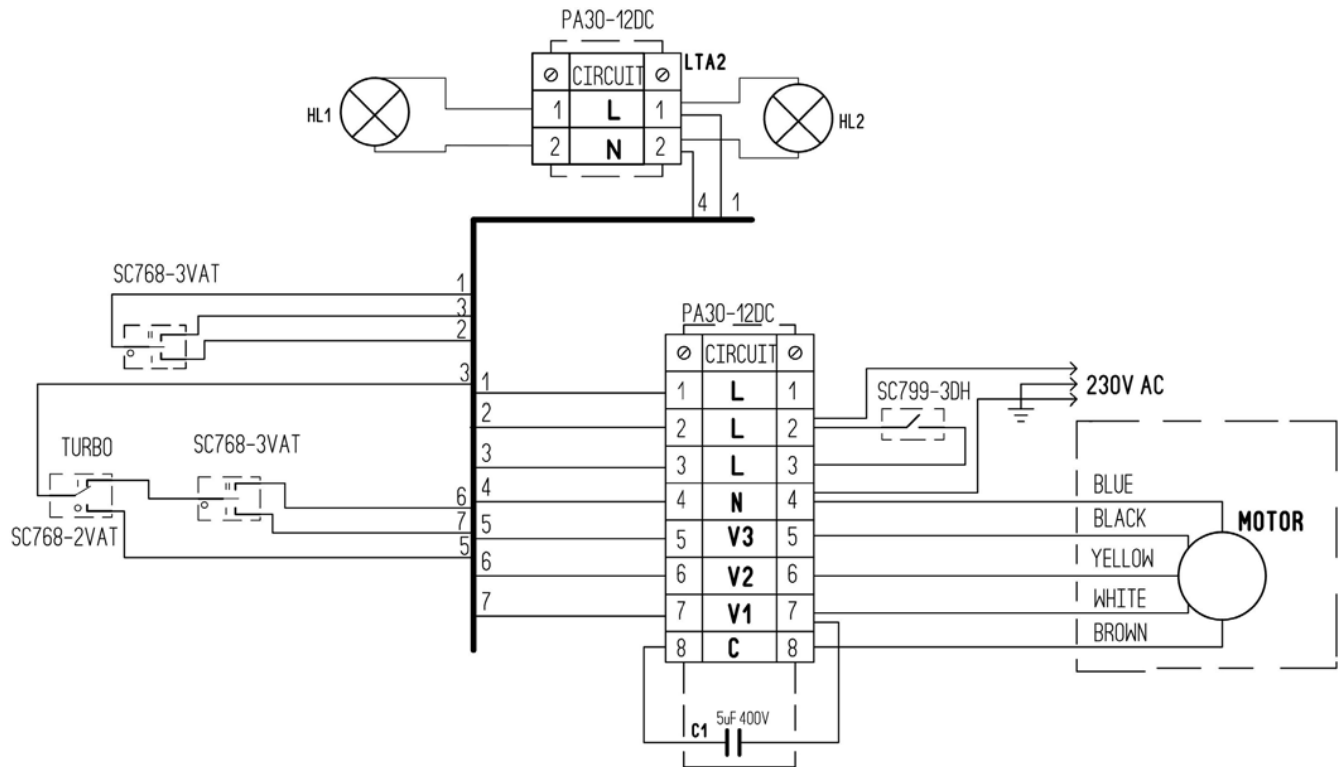 PA30-12DC
LTA2
CIRCUIT
1 L 1
2 N 2
HL1
HL2
4 1
SC768-3VAT
1
3
2
3
TURBO
SC768-3VAT
SC768-2VAT
II
O I
II
O I
I
O
6
7
5
1
2
3
4
5
6
7
PA30-12DC
CIRCUIT
1 L 1
2 L 2
3 L 3
4 N 4
5 V3 5
6 V2 6
7 V1 7
8 C 8
SC799-3DH
230V AC
BLUE
BLACK
YELLOW
WHITE
BROWN
MOTOR
C1 5uF 400V